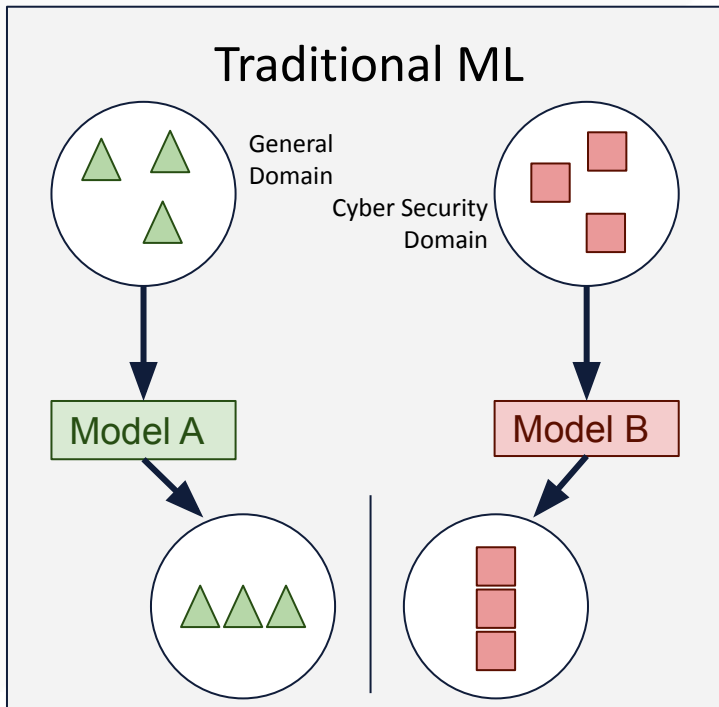 Traditional ML
General
Domain
Cyber Security
Domain
Model A
Model B